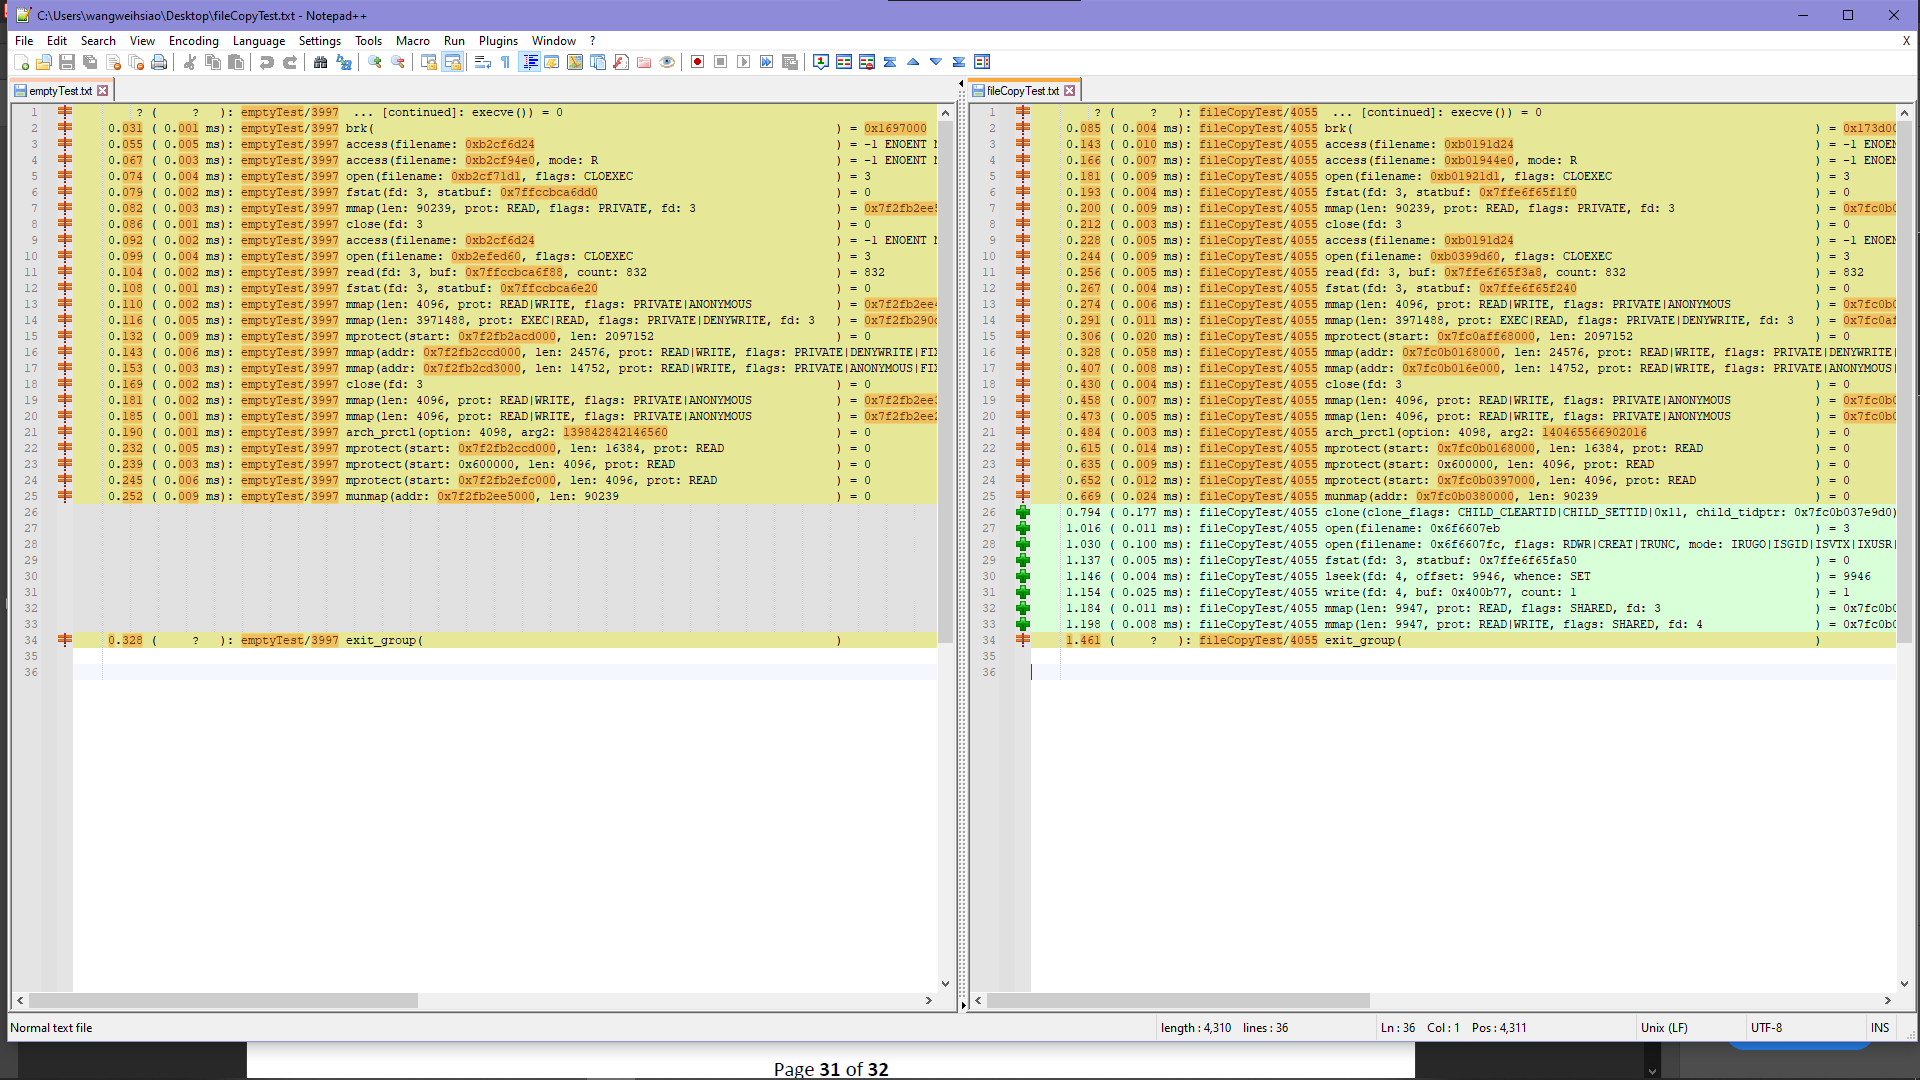 C:\Users\wangweihsiao\Desktop\fileCopyTest.txt - Notepad++
File Edit Search View Encoding Language Settings Tools Macro Run Plugins Window ? X
emptyTest.txt
1 ? ( ? ): emptyTest/3997 ... [continued]: execve()) = 0
2 0.031 ( 0.001 ms): emptyTest/3997 brk( ) = 0x1697000
3 0.055 ( 0.005 ms): emptyTest/3997 access(filename: 0xb2cf6d24 ) = -1 ENOENT N
4 0.067 ( 0.003 ms): emptyTest/3997 access(filename: 0xb2cf94e0, mode: R ) = -1 ENOENT N
5 0.074 ( 0.004 ms): emptyTest/3997 open(filename: 0xb2cf71d1, flags: CLOEXEC ) = 3
6 0.079 ( 0.002 ms): emptyTest/3997 fstat(fd: 3, statbuf: 0x7ffccbca6dd0 ) = 0
7 0.082 ( 0.003 ms): emptyTest/3997 mmap(len: 90239, prot: READ, flags: PRIVATE, fd: 3 ) = 0x7f2fb2ee5
8 0.086 ( 0.001 ms): emptyTest/3997 close(fd: 3 ) = 0
9 0.092 ( 0.002 ms): emptyTest/3997 access(filename: 0xb2cf6d24 ) = -1 ENOENT N
10 0.099 ( 0.004 ms): emptyTest/3997 open(filename: 0xb2efed60, flags: CLOEXEC ) = 3
11 0.104 ( 0.002 ms): emptyTest/3997 read(fd: 3, buf: 0x7ffccbca6f88, count: 832 ) = 832
12 0.108 ( 0.001 ms): emptyTest/3997 fstat(fd: 3, statbuf: 0x7ffccbca6e20 ) = 0
13 0.110 ( 0.002 ms): emptyTest/3997 mmap(len: 4096, prot: READ|WRITE, flags: PRIVATE|ANONYMOUS ) = 0x7f2fb2ee4
14 0.116 ( 0.005 ms): emptyTest/3997 mmap(len: 3971488, prot: EXEC|READ, flags: PRIVATE|DENYWRITE, fd: 3 ) = 0x7f2fb290
15 0.132 ( 0.009 ms): emptyTest/3997 mprotect(start: 0x7f2fb2acd000, len: 2097152 ) = 0
16 0.143 ( 0.006 ms): emptyTest/3997 mmap(addr: 0x7f2fb2ccd000, len: 24576, prot: READ|WRITE, flags: PRIVATE|DENYWRITE|FIX
17 0.153 ( 0.003 ms): emptyTest/3997 mmap(addr: 0x7f2fb2cd3000, len: 14752, prot: READ|WRITE, flags: PRIVATE|ANONYMOUS|FIX
18 0.169 ( 0.002 ms): emptyTest/3997 close(fd: 3 ) = 0
19 0.181 ( 0.002 ms): emptyTest/3997 mmap(len: 4096, prot: READ|WRITE, flags: PRIVATE|ANONYMOUS ) = 0x7f2fb2ee3
20 0.185 ( 0.001 ms): emptyTest/3997 mmap(len: 4096, prot: READ|WRITE, flags: PRIVATE|ANONYMOUS ) = 0x7f2fb2ee2
21 0.190 ( 0.001 ms): emptyTest/3997 arch_prctl(option: 4098, arg2: 139842842146560 ) = 0
22 0.232 ( 0.005 ms): emptyTest/3997 mprotect(start: 0x7f2fb2ccd000, len: 16384, prot: READ ) = 0
23 0.239 ( 0.003 ms): emptyTest/3997 mprotect(start: 0x600000, len: 4096, prot: READ ) = 0
24 0.245 ( 0.006 ms): emptyTest/3997 mprotect(start: 0x7f2fb2efc000, len: 4096, prot: READ ) = 0
25 0.252 ( 0.009 ms): emptyTest/3997 munmap(addr: 0x7f2fb2ee5000, len: 90239 ) = 0
26
27
28
29
30
31
32
33
34 0.328 ( ? ): emptyTest/3997 exit_group( )
35
36
fileCopyTest.txt
1 ? ( ? ): fileCopyTest/4055 ... [continued]: execve()) = 0
2 0.085 ( 0.004 ms): fileCopyTest/4055 brk( ) = 0x173d00
3 0.143 ( 0.010 ms): fileCopyTest/4055 access(filename: 0xb0191d24 ) = -1 ENOEN
4 0.166 ( 0.007 ms): fileCopyTest/4055 access(filename: 0xb01944e0, mode: R ) = -1 ENOEN
5 0.181 ( 0.009 ms): fileCopyTest/4055 open(filename: 0xb01921d1, flags: CLOEXEC ) = 3
6 0.193 ( 0.004 ms): fileCopyTest/4055 fstat(fd: 3, statbuf: 0x7ffe6f65f1f0 ) = 0
7 0.200 ( 0.009 ms): fileCopyTest/4055 mmap(len: 90239, prot: READ, flags: PRIVATE, fd: 3 ) = 0x7fc0b0
8 0.212 ( 0.003 ms): fileCopyTest/4055 close(fd: 3 ) = 0
9 0.228 ( 0.005 ms): fileCopyTest/4055 access(filename: 0xb0191d24 ) = -1 ENOEN
10 0.244 ( 0.009 ms): fileCopyTest/4055 open(filename: 0xb0399d60, flags: CLOEXEC ) = 3
11 0.256 ( 0.005 ms): fileCopyTest/4055 read(fd: 3, buf: 0x7ffe6f65f3a8, count: 832 ) = 832
12 0.267 ( 0.004 ms): fileCopyTest/4055 fstat(fd: 3, statbuf: 0x7ffe6f65f240 ) = 0
13 0.274 ( 0.006 ms): fileCopyTest/4055 mmap(len: 4096, prot: READ|WRITE, flags: PRIVATE|ANONYMOUS ) = 0x7fc0b0
14 0.291 ( 0.011 ms): fileCopyTest/4055 mmap(len: 3971488, prot: EXEC|READ, flags: PRIVATE|DENYWRITE, fd: 3 ) = 0x7fc0af
15 0.306 ( 0.020 ms): fileCopyTest/4055 mprotect(start: 0x7fc0aff68000, len: 2097152 ) = 0
16 0.328 ( 0.058 ms): fileCopyTest/4055 mmap(addr: 0x7fc0b0168000, len: 24576, prot: READ|WRITE, flags: PRIVATE|DENYWRITE|
17 0.407 ( 0.008 ms): fileCopyTest/4055 mmap(addr: 0x7fc0b016e000, len: 14752, prot: READ|WRITE, flags: PRIVATE|ANONYMOUS|
18 0.430 ( 0.004 ms): fileCopyTest/4055 close(fd: 3 ) = 0
19 0.458 ( 0.007 ms): fileCopyTest/4055 mmap(len: 4096, prot: READ|WRITE, flags: PRIVATE|ANONYMOUS ) = 0x7fc0b0
20 0.473 ( 0.005 ms): fileCopyTest/4055 mmap(len: 4096, prot: READ|WRITE, flags: PRIVATE|ANONYMOUS ) = 0x7fc0b0
21 0.484 ( 0.003 ms): fileCopyTest/4055 arch_prctl(option: 4098, arg2: 140465566902016 ) = 0
22 0.615 ( 0.014 ms): fileCopyTest/4055 mprotect(start: 0x7fc0b0168000, len: 16384, prot: READ ) = 0
23 0.635 ( 0.009 ms): fileCopyTest/4055 mprotect(start: 0x600000, len: 4096, prot: READ ) = 0
24 0.652 ( 0.012 ms): fileCopyTest/4055 mprotect(start: 0x7fc0b0397000, len: 4096, prot: READ ) = 0
25 0.669 ( 0.024 ms): fileCopyTest/4055 munmap(addr: 0x7fc0b0380000, len: 90239 ) = 0
26 0.794 ( 0.177 ms): fileCopyTest/4055 clone(clone_flags: CHILD_CLEARTID|CHILD_SETTID|0x11, child_tidptr: 0x7fc0b037e9d0)
27 1.016 ( 0.011 ms): fileCopyTest/4055 open(filename: 0x6f6607eb ) = 3
28 1.030 ( 0.100 ms): fileCopyTest/4055 open(filename: 0x6f6607fc, flags: RDWR|CREAT|TRUNC, mode: IRUGO|ISGID|ISVTX|IXUSR|
29 1.137 ( 0.005 ms): fileCopyTest/4055 fstat(fd: 3, statbuf: 0x7ffe6f65fa50 ) = 0
30 1.146 ( 0.004 ms): fileCopyTest/4055 lseek(fd: 4, offset: 9946, whence: SET ) = 9946
31 1.154 ( 0.025 ms): fileCopyTest/4055 write(fd: 4, buf: 0x400b77, count: 1 ) = 1
32 1.184 ( 0.011 ms): fileCopyTest/4055 mmap(len: 9947, prot: READ, flags: SHARED, fd: 3 ) = 0x7fc0b0
33 1.198 ( 0.008 ms): fileCopyTest/4055 mmap(len: 9947, prot: READ|WRITE, flags: SHARED, fd: 4 ) = 0x7fc0b0
34 1.461 ( ? ): fileCopyTest/4055 exit_group( )
35
36
Normal text file length : 4,310 lines : 36 Ln : 36 Col : 1 Pos : 4,311 Unix (LF) UTF-8 INS
Page 31 of 32